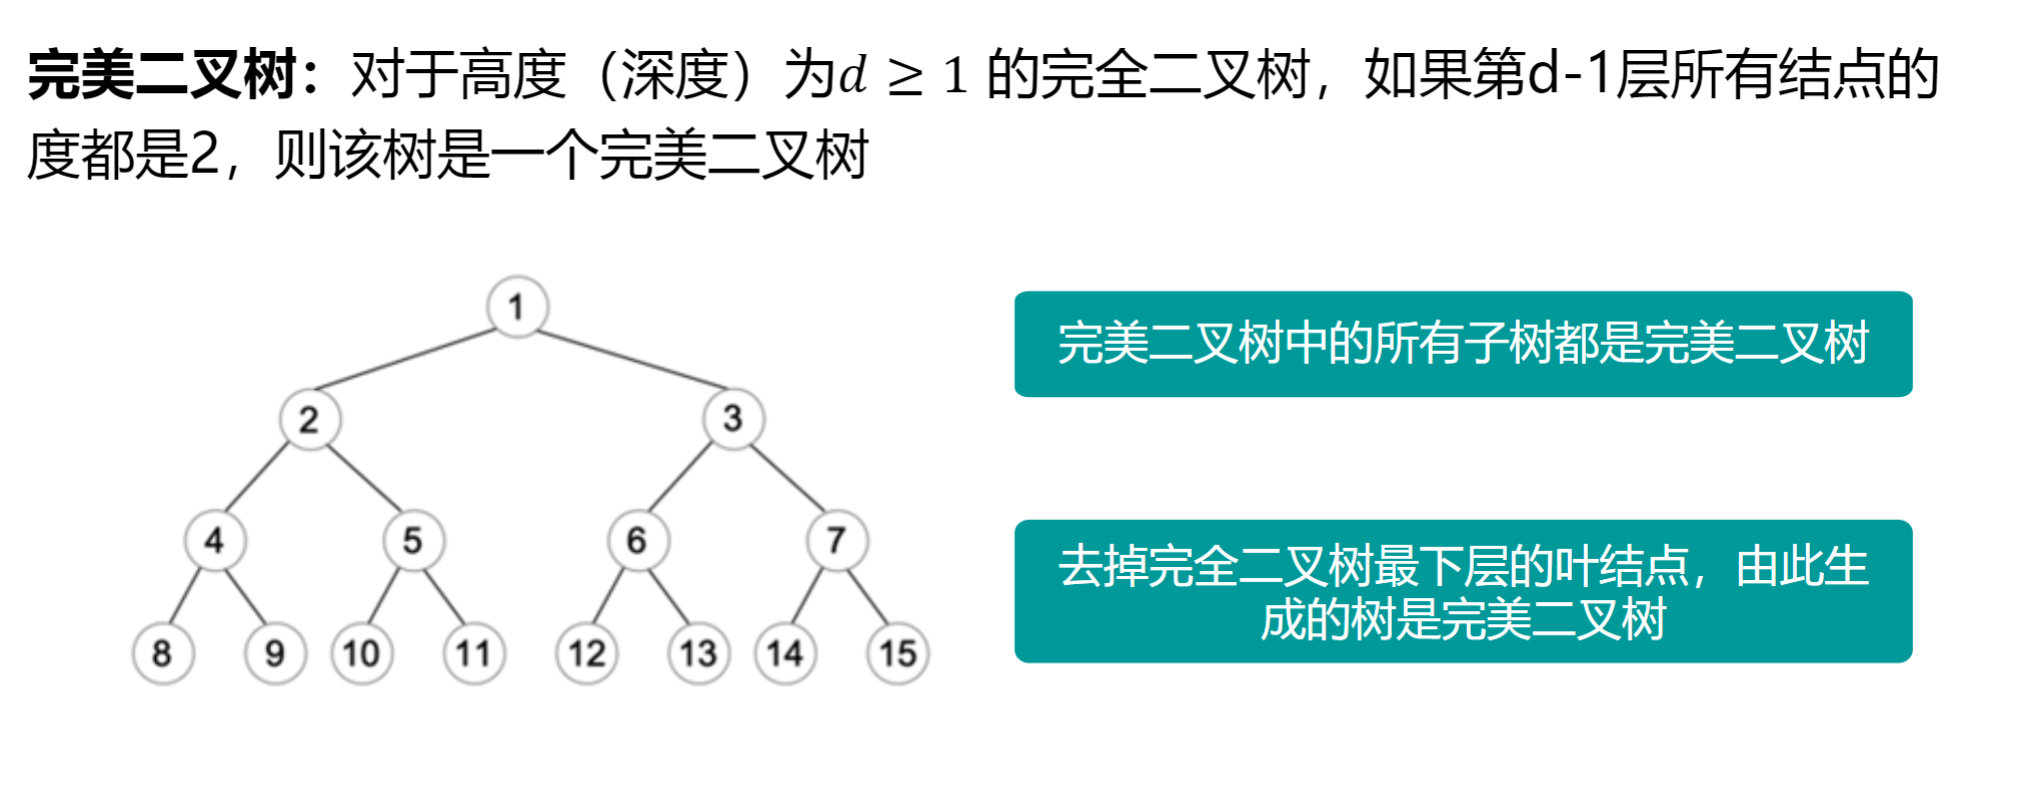 完美二叉树：对于高度（深度）为d ≥ 1 的完全二叉树，如果第d-1层所有结点的
度都是2，则该树是一个完美二叉树
1
2 3
4 5 6 7
8 9 10 11 12 13 14 15
完美二叉树中的所有子树都是完美二叉树
去掉完全二叉树最下层的叶结点，由此生
成的树是完美二叉树